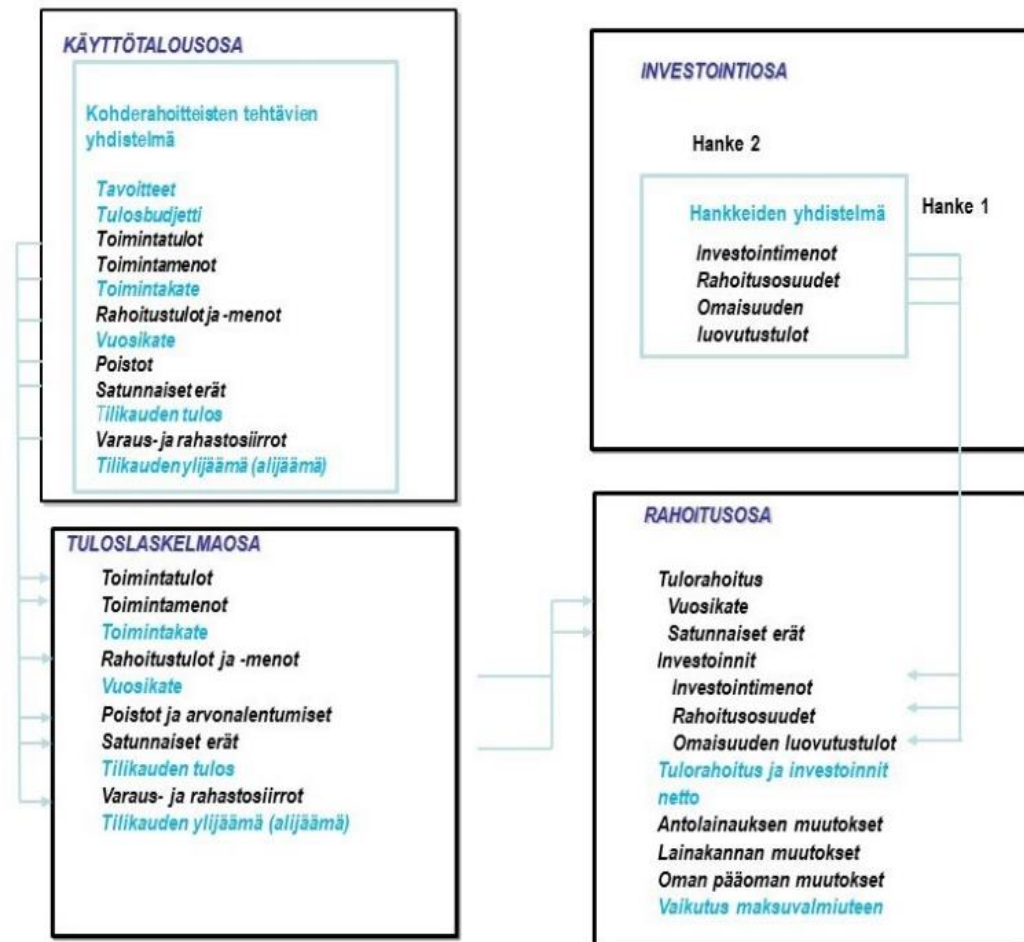 KÄYTTÖTALOUSOSA
Kohderahoitteisten tehtävien
yhdistelmä
Tavoitteet
Tulosbudjetti
Toimintatulot
Toimintamenot
Toimintakate
Rahoitustulot ja -menot
Vuosikate
Poistot
Satunnaiset erät
Tilikauden tulos
Varaus- ja rahastosiirrot
Tilikauden ylijäämä (alijäämä)
INVESTOINTIOSA
Hanke 2
Hanke 1
Hankkeiden yhdistelmä
Investointimenot
Rahoitusosuudet
Omaisuuden
luovutustulot
TULOSLASKELMAOSA
Toimintatulot
Toimintamenot
Toimintakate
Rahoitustulot ja -menot
Vuosikate
Poistot ja arvonalentumiset
Satunnaiset erät
Tilikauden tulos
Varaus- ja rahastosiirrot
Tilikauden ylijäämä (alijäämä)
RAHOITUSOSA
Tulorahoitus
Vuosikate
Satunnaiset erät
Investoinnit
Investointimenot
Rahoitusosuudet
Omaisuuden luovutustulot
Tulorahoitus ja investoinnit
netto
Antolainauksen muutokset
Lainakannan muutokset
Oman pääoman muutokset
Vaikutus maksuvalmiuteen